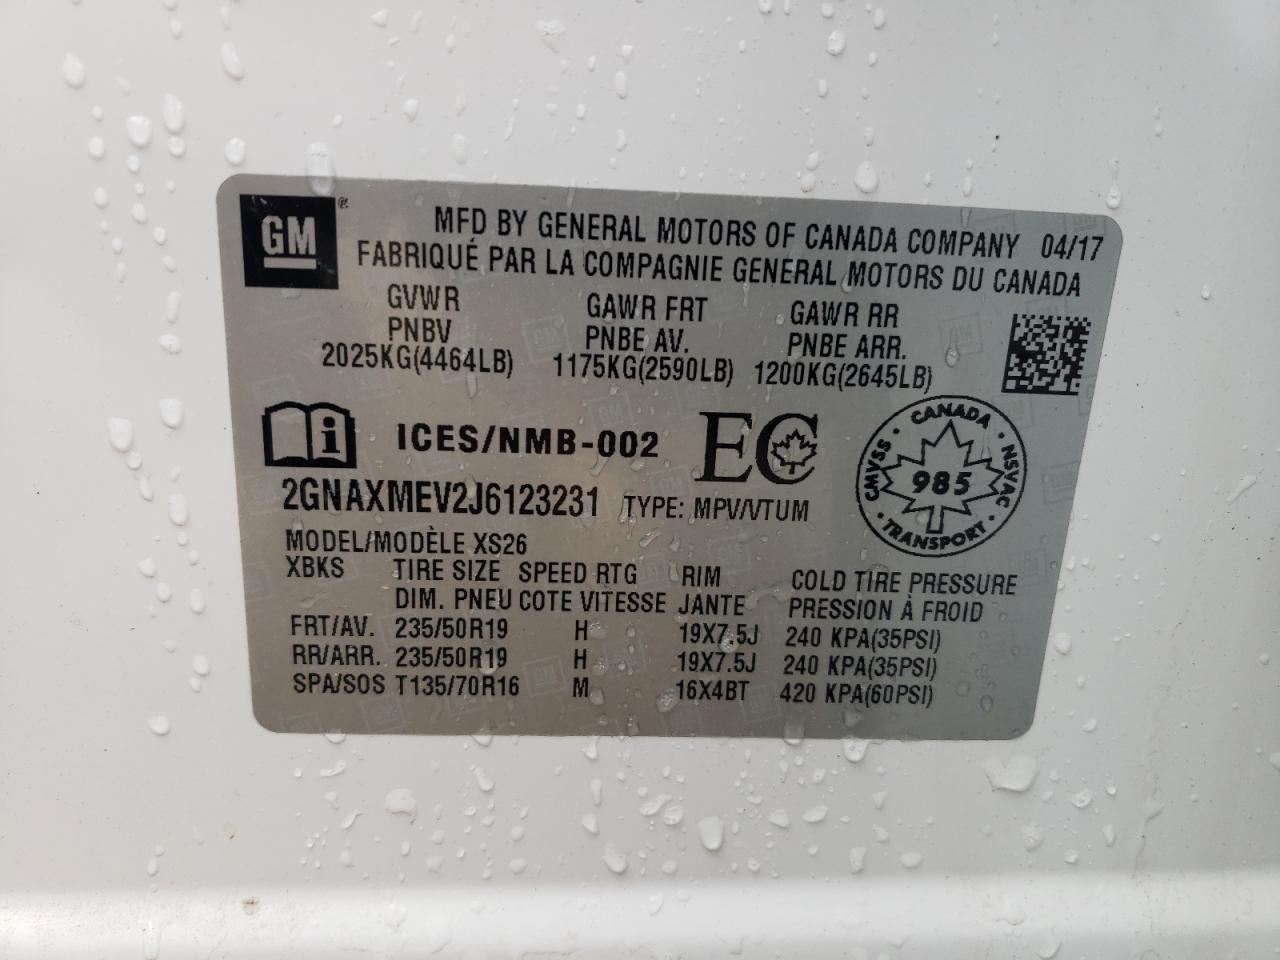 GM
MFD BY GENERAL MOTORS OF CANADA COMPANY 04/17
FABRIQUÉ PAR LA COMPAGNIE GENERAL MOTORS DU CANADA
GVWR GAWR FRT GAWR RR
PNBV PNBE AV. PNBE ARR.
2025KG(4464LB) 1175KG(2590LB) 1200KG(2645LB)
ICES/NMB-002 EC
CANADA
CMVSS 985 NSVAC
TRANSPORT
2GNAXMEV2J6123231 TYPE: MPV/VTUM
MODEL/MODÈLE XS26
XBKS TIRE SIZE SPEED RTG RIM COLD TIRE PRESSURE
DIM. PNEU COTE VITESSE JANTE PRESSION À FROID
FRT/AV. 235/50R19 H 19X7.5J 240 KPA(35PSI)
RR/ARR. 235/50R19 H 19X7.5J 240 KPA(35PSI)
SPA/SOS T135/70R16 M 16X4BT 420 KPA(60PSI)